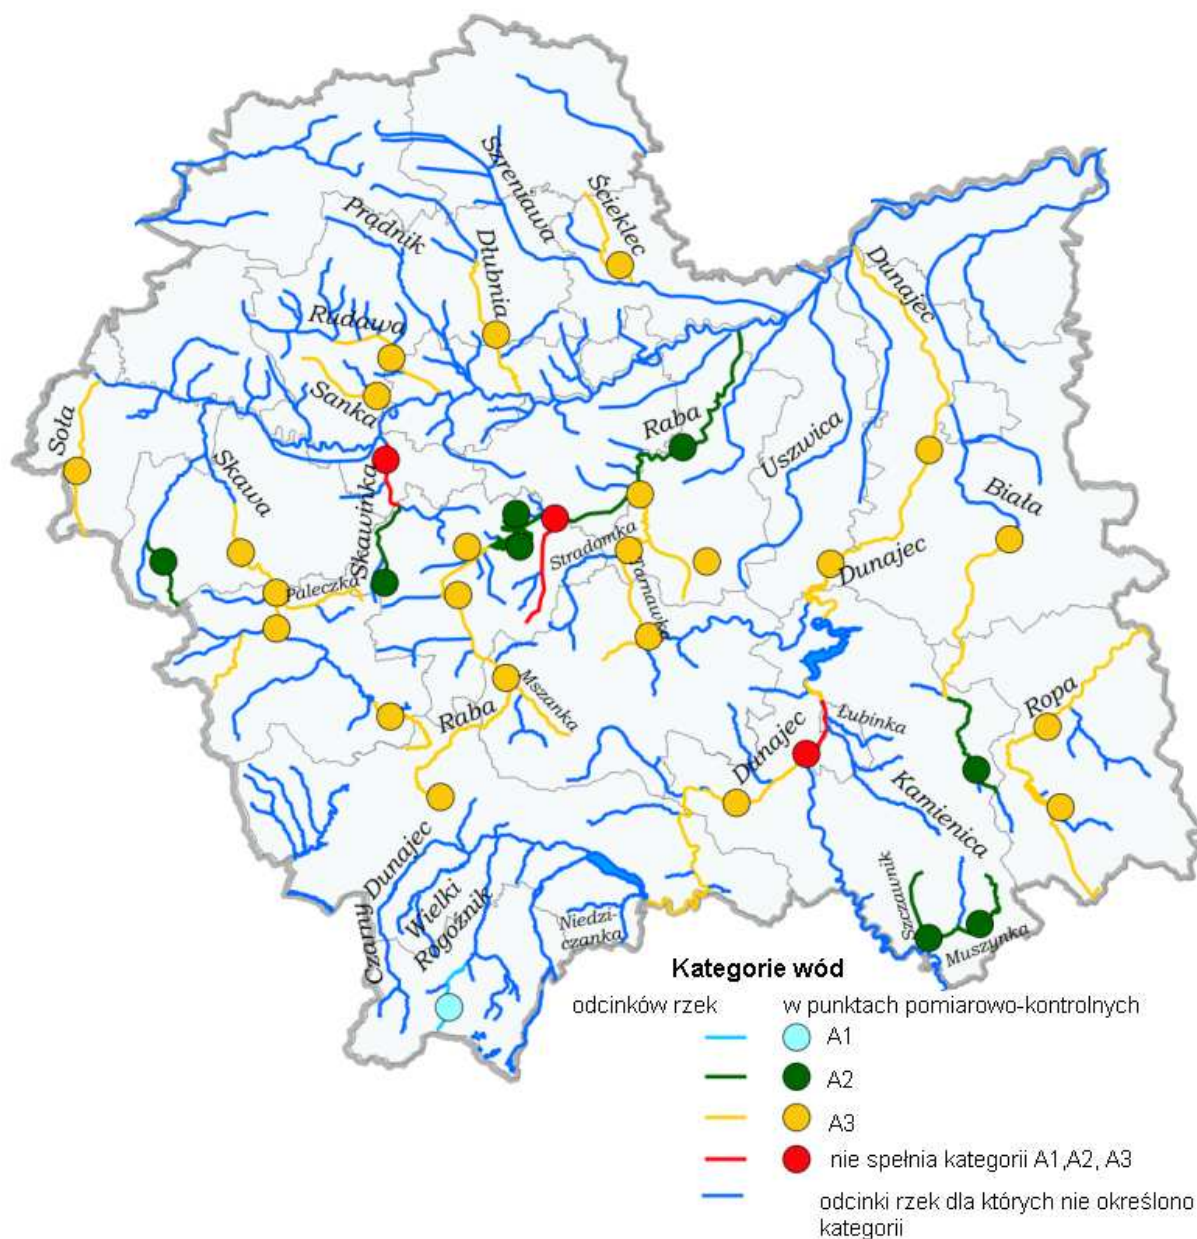 Szreniawa
Ścieklec
Prądnik
Dłubnia
Dunajec
Rudawa
Sanka
Soła
Raba
Skawa
Uszwica
Skawinka
Biała
Stradomka
Tarnawka
Dunajec
Paleczka
Mszanka
Ropa
Raba
Łubinka
Dunajec
Kamienica
Czarny Dunajec
Wielki
Rogoźnik
Szczawnik
Niedzi-
czanka
Muszynka
Kategorie wód
odcinków rzek
w punktach pomiarowo-kontrolnych
A1
A2
A3
nie spełnia kategorii A1,A2, A3
odcinki rzek dla których nie określono
kategorii